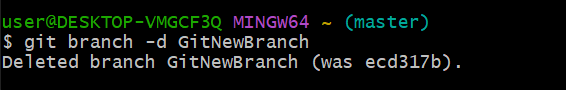 user@DESKTOP-VMGCF3Q MINGW64 ~ (master)
$ git branch -d GitNewBranch
Deleted branch GitNewBranch (was ecd317b).